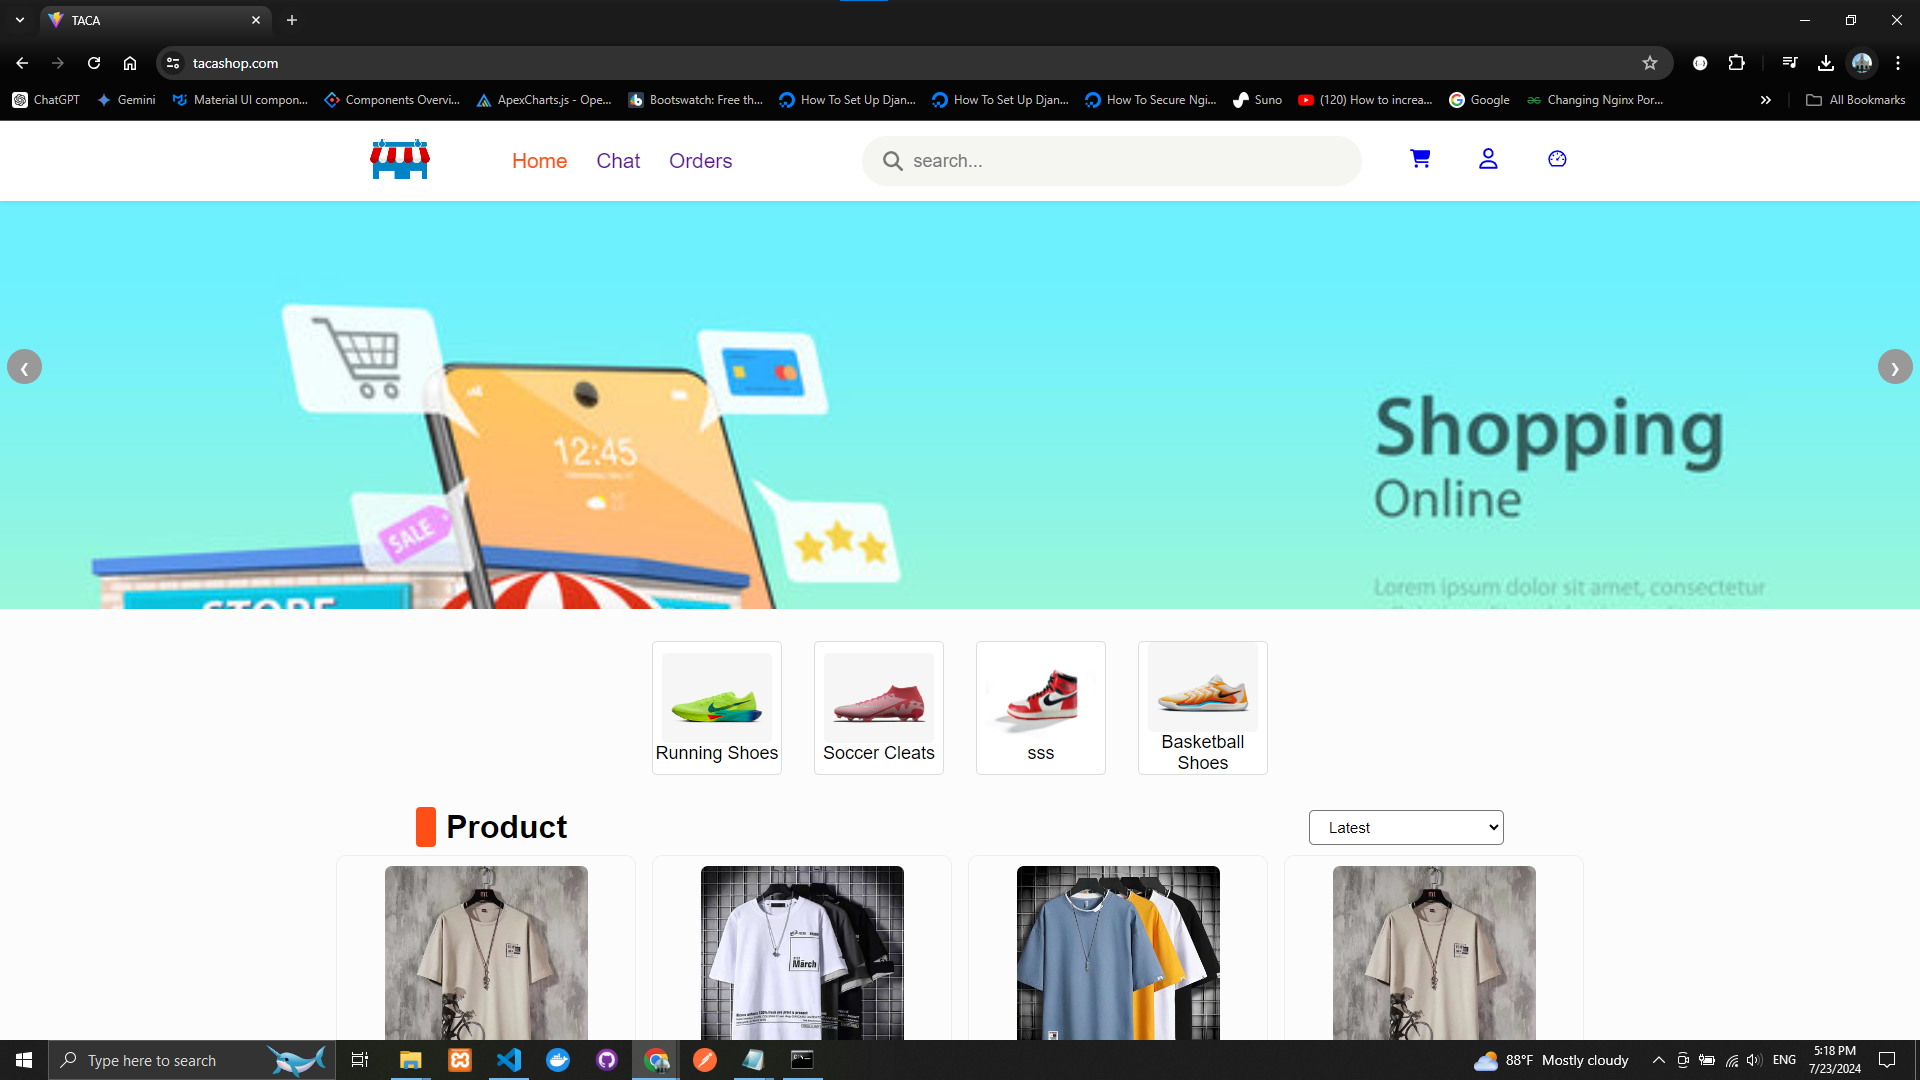 TACA
tacashop.com
ChatGPT
Gemini
Material UI compon...
Components Overvi...
ApexCharts.js - Ope...
Bootswatch: Free th...
How To Set Up Djan...
How To Set Up Djan...
How To Secure Ngi...
Suno
(120) How to increa...
Google
Changing Nginx Por...
All Bookmarks
Home
Chat
Orders
search...
12:45
SALE
STORE
Shopping
Online
Lorem ipsum dolor sit amet, consectetur
Running Shoes
Soccer Cleats
sss
Basketball
Shoes
Product
Latest
March
Type here to search
88°F Mostly cloudy
ENG
5:18 PM
7/23/2024